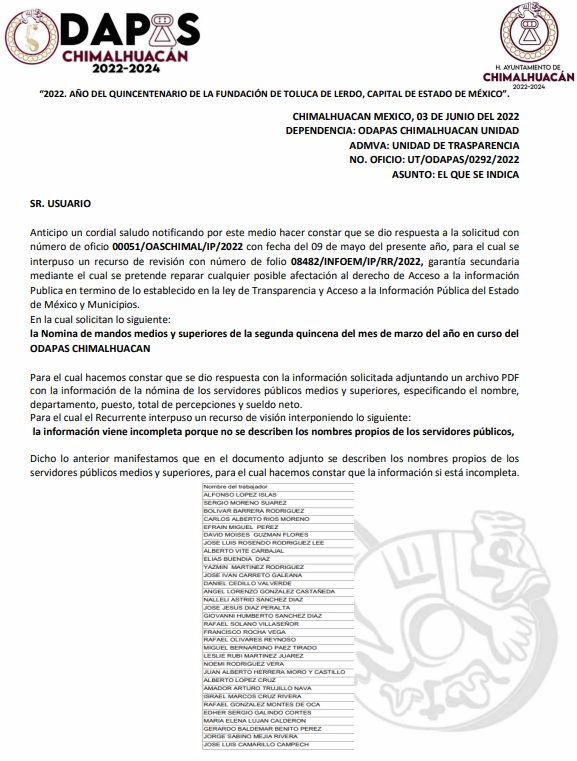 ODAPAS
CHIMALHUACÁN
2022-2024
H. AYUNTAMIENTO DE
CHIMALHUACÁN
2022-2024
“2022. AÑO DEL QUINCENTENARIO DE LA FUNDACIÓN DE TOLUCA DE LERDO, CAPITAL DE ESTADO DE MÉXICO”.
CHIMALHUACAN MEXICO, 03 DE JUNIO DEL 2022
DEPENDENCIA: ODAPAS CHIMALHUACAN UNIDAD
ADMVA: UNIDAD DE TRASPARENCIA
NO. OFICIO: UT/ODAPAS/0292/2022
ASUNTO: EL QUE SE INDICA
SR. USUARIO
Anticipo un cordial saludo notificando por este medio hacer constar que se dio respuesta a la solicitud con
número de oficio 00051/OASCHIMAL/IP/2022 con fecha del 09 de mayo del presente año, para el cual se
interpuso un recurso de revisión con número de folio 08482/INFOEM/IP/RR/2022, garantía secundaria
mediante el cual se pretende reparar cualquier posible afectación al derecho de Acceso a la información
Publica en termino de lo establecido en la ley de Transparencia y Acceso a la Información Pública del Estado
de México y Municipios.
En la cual solicitan lo siguiente:
la Nomina de mandos medios y superiores de la segunda quincena del mes de marzo del año en curso del
ODAPAS CHIMALHUACAN
Para el cual hacemos constar que se dio respuesta con la información solicitada adjuntando un archivo PDF
con la información de la nómina de los servidores públicos medios y superiores, especificando el nombre,
departamento, puesto, total de percepciones y sueldo neto.
Para el cual el Recurrente interpuso un recurso de visión interponiendo lo siguiente:
la información viene incompleta porque no se describen los nombres propios de los servidores públicos,
Dicho lo anterior manifestamos que en el documento adjunto se describen los nombres propios de los
servidores públicos medios y superiores, para el cual hacemos constar que la información si está incompleta.
Nombre del trabajador
ALFONSO LOPEZ ISLAS
SERGIO MORENO SUAREZ
BOLIVAR BARRERA RODRIGUEZ
CARLOS ALBERTO RIOS MORENO
EFRAIN MIGUEL PEREZ
DAVID MOISES GUZMAN FLORES
JOSE LUIS ROSENDO RODRIGUEZ LEE
ALBERTO VITE CARBAJAL
ELIAS BUENDIA DIAZ
YAZMIN MARTINEZ RODRIGUEZ
JOSE IVAN CARRETO GALEANA
DANIEL CEDILLO VALVERDE
ANGEL LORENZO GONZALEZ CASTAÑEDA
NALLELI ASTRID SANCHEZ DIAZ
JOSE JESUS DIAZ PERALTA
GIOVANNI HUMBERTO SANCHEZ DIAZ
RAFAEL SOLANO VILLASEÑOR
FRANCISCO ROCHA VEGA
RAFAEL OLIVARES REYNOSO
MIGUEL BERNARDINO PAEZ TIRADO
LESLIE RUBI MARTINEZ JUAREZ
NOEMI RODRIGUEZ VERA
JUAN ALBERTO HERRERA MORO Y CASTILLO
ALBERTO LOPEZ CRUZ
AMADOR ARTURO TRUJILLO NAVA
ISRAEL MARCOS CRUZ RIVERA
RAFAEL GONZALEZ MONTES DE OCA
EDHER SERGIO GALINDO CORTES
MARIA ELENA LUJAN CALDERON
GERARDO BALDEMAR BENITO PEREZ
JORGE SABINO MEJIA RIVERA
JOSE LUIS CAMARILLO CAMPECH